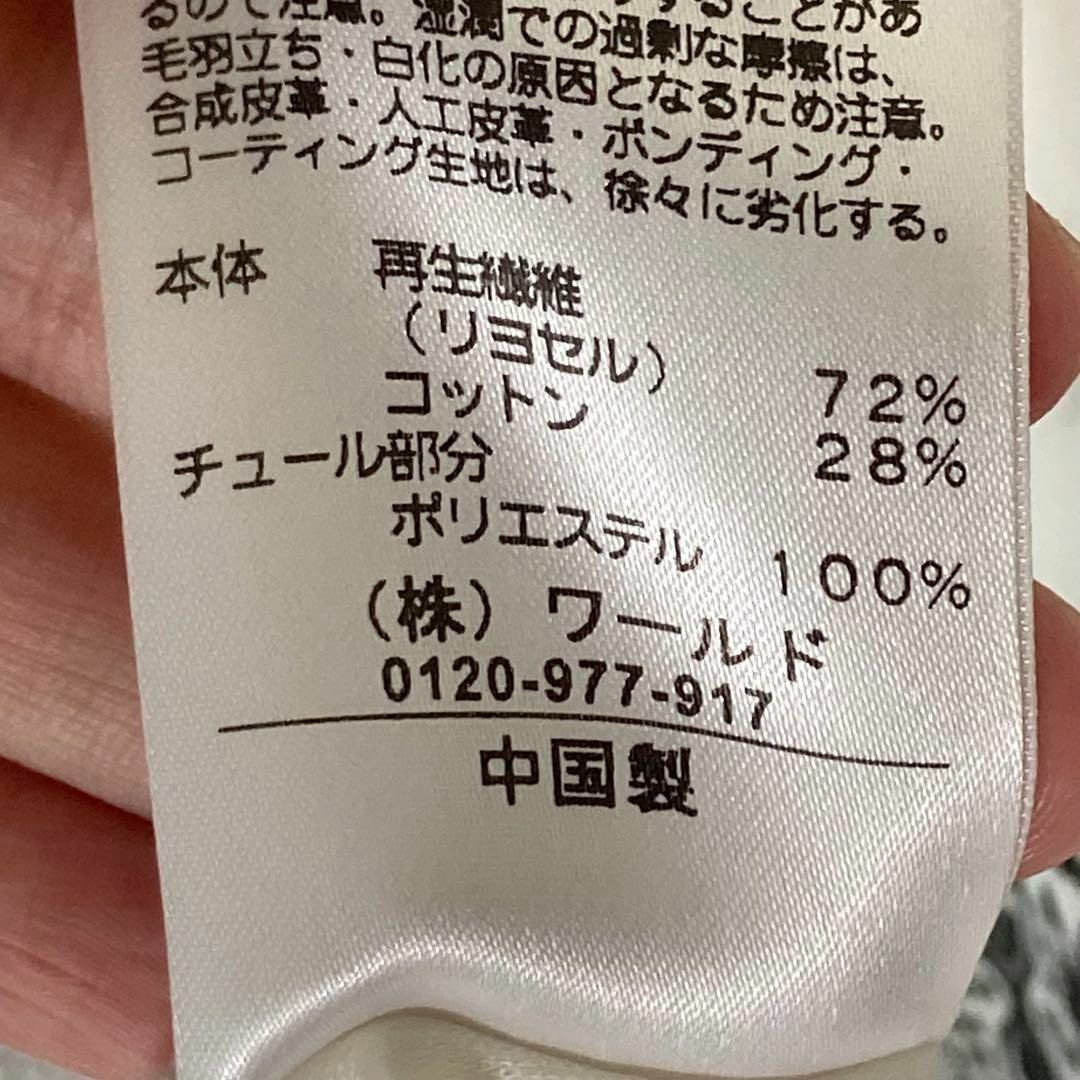 ることがあ
るので注意。湿潤での過剰な摩擦は、
毛羽立ち・白化の原因となるため注意。
合成皮革・人工皮革・ボンディング・
コーティング生地は、徐々に劣化する。
本体 再生繊維
（リヨセル） 72%
コットン 28%
チュール部分
ポリエステル 100%
（株）ワールド
0120-977-917
中国製